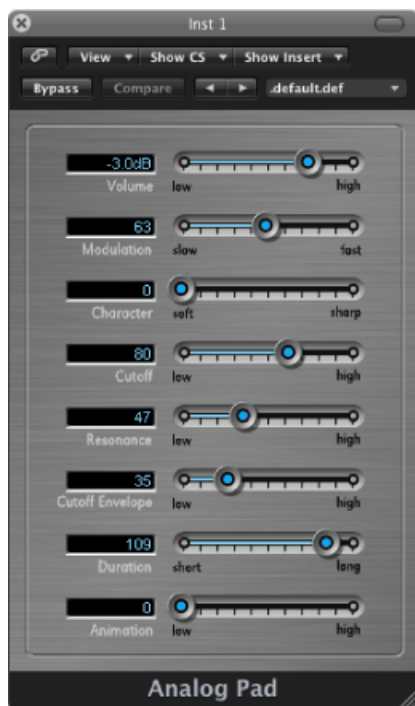 Inst 1
View Show CS Show Insert
Bypass Compare .default.def
-3.0dB
Volume low high
63
Modulation slow fast
0
Character soft sharp
80
Cutoff low high
47
Resonance low high
35
Cutoff Envelope low high
109
Duration short long
0
Animation low high
Analog Pad